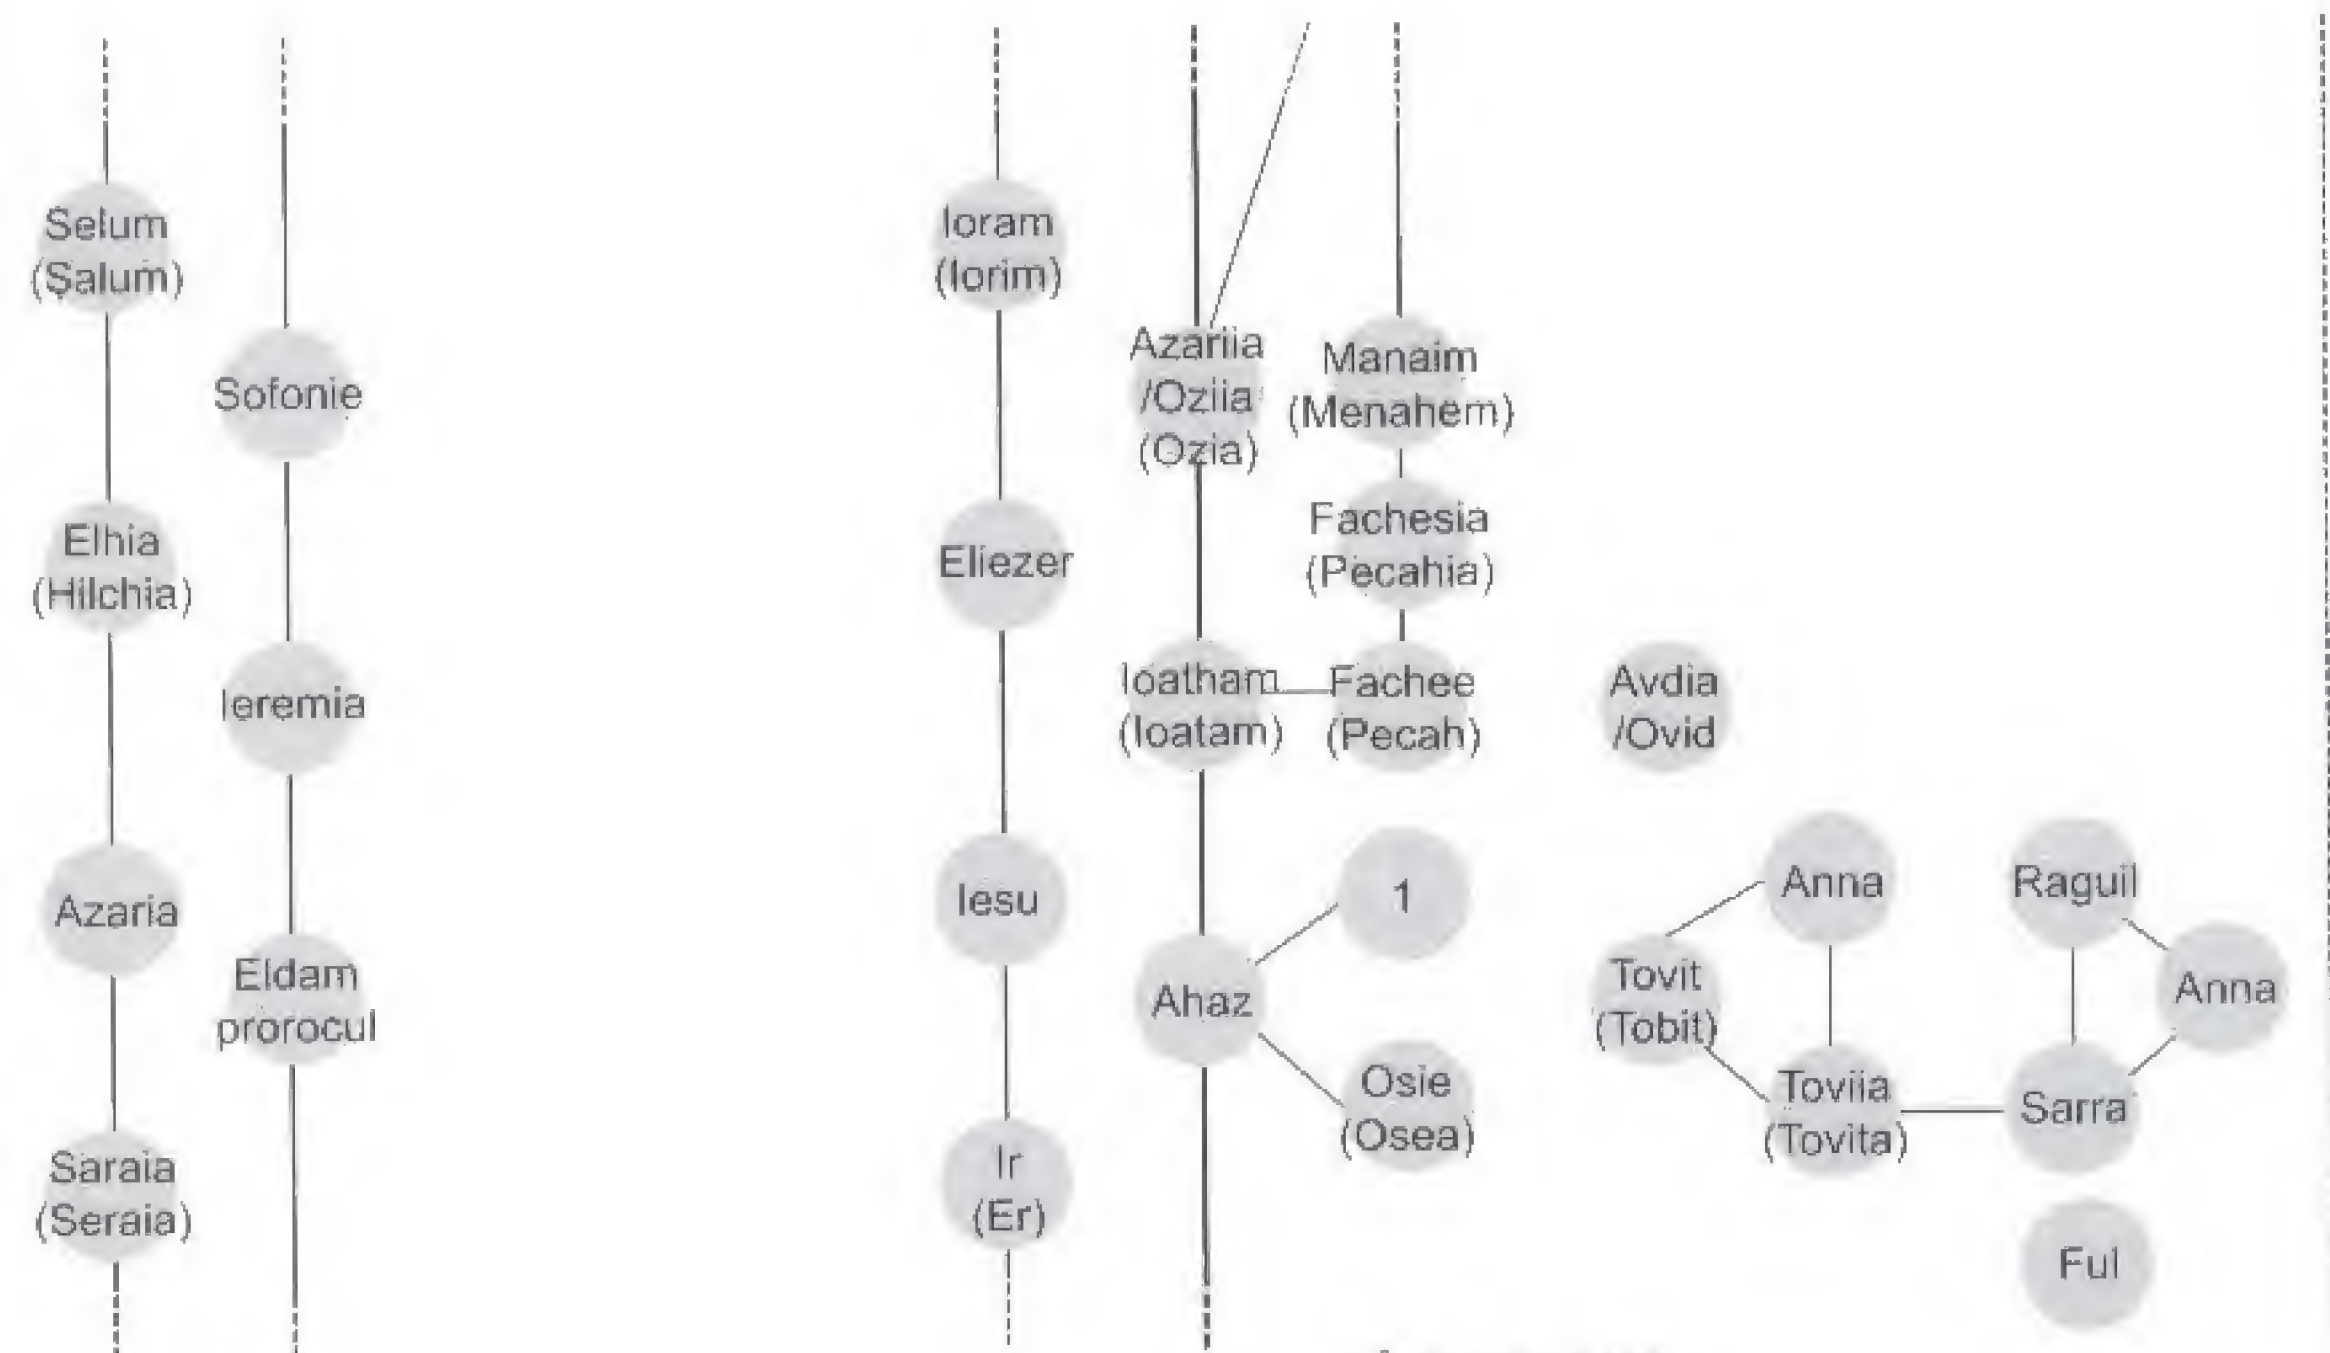 Selum
(Șalum)
Elhia
(Hilchia)
Azaria
Saraia
(Seraia)
Sofonie
Ieremia
Eldam
prorocul
Ioram
(Iorim)
Eliezer
Iesu
Ir
(Er)
Azariia
/Oziia
(Ozia)
Ioatham
(Ioatam)
Ahaz
Manaim
(Menahem)
Fachesia
(Pecahia)
Fachee
(Pecah)
1
Osie
(Osea)
Avdia
/Ovid
Tovit
(Tobit)
Anna
Toviia
(Tovita)
Raguil
Anna
Sarra
Ful